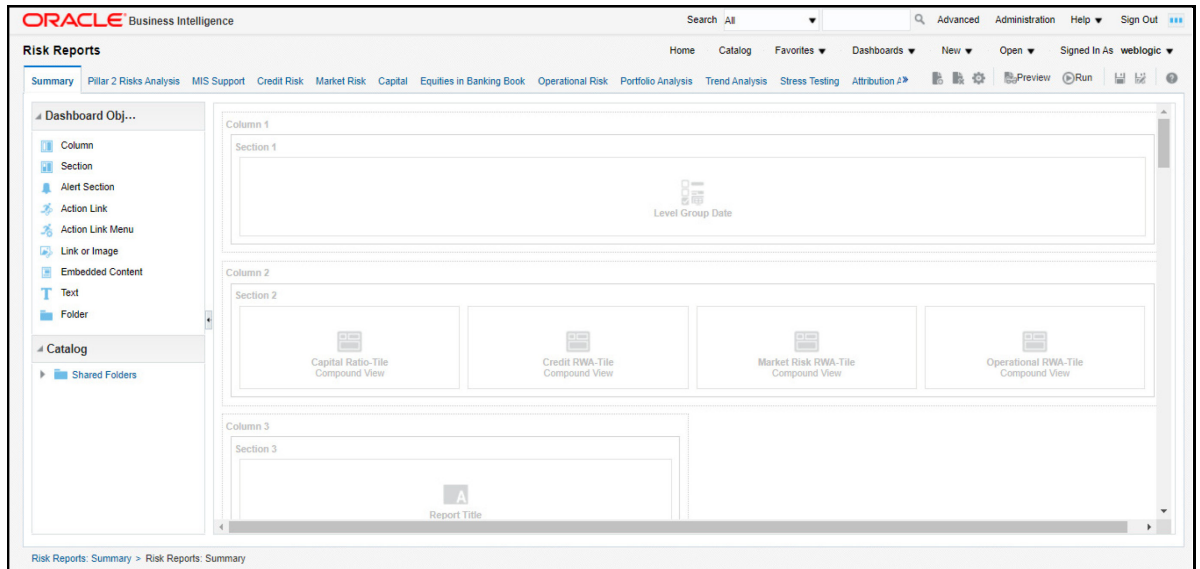 ORACLE Business Intelligence
Search All Advanced Administration Help Sign Out
Risk Reports
Home Catalog Favorites Dashboards New Open Signed In As weblogic
Summary Pillar 2 Risks Analysis MIS Support Credit Risk Market Risk Capital Equities in Banking Book Operational Risk Portfolio Analysis Trend Analysis Stress Testing Attribution A Preview Run
Dashboard Obj...
Column
Section
Alert Section
Action Link
Action Link Menu
Link or Image
Embedded Content
Text
Folder
Catalog
Shared Folders
Column 1
Section 1
Level Group Date
Column 2
Section 2
Capital Ratio-Tile
Compound View
Credit RWA-Tile
Compound View
Market Risk RWA-Tile
Compound View
Operational RWA-Tile
Compound View
Column 3
Section 3
Report Title
Risk Reports: Summary > Risk Reports: Summary